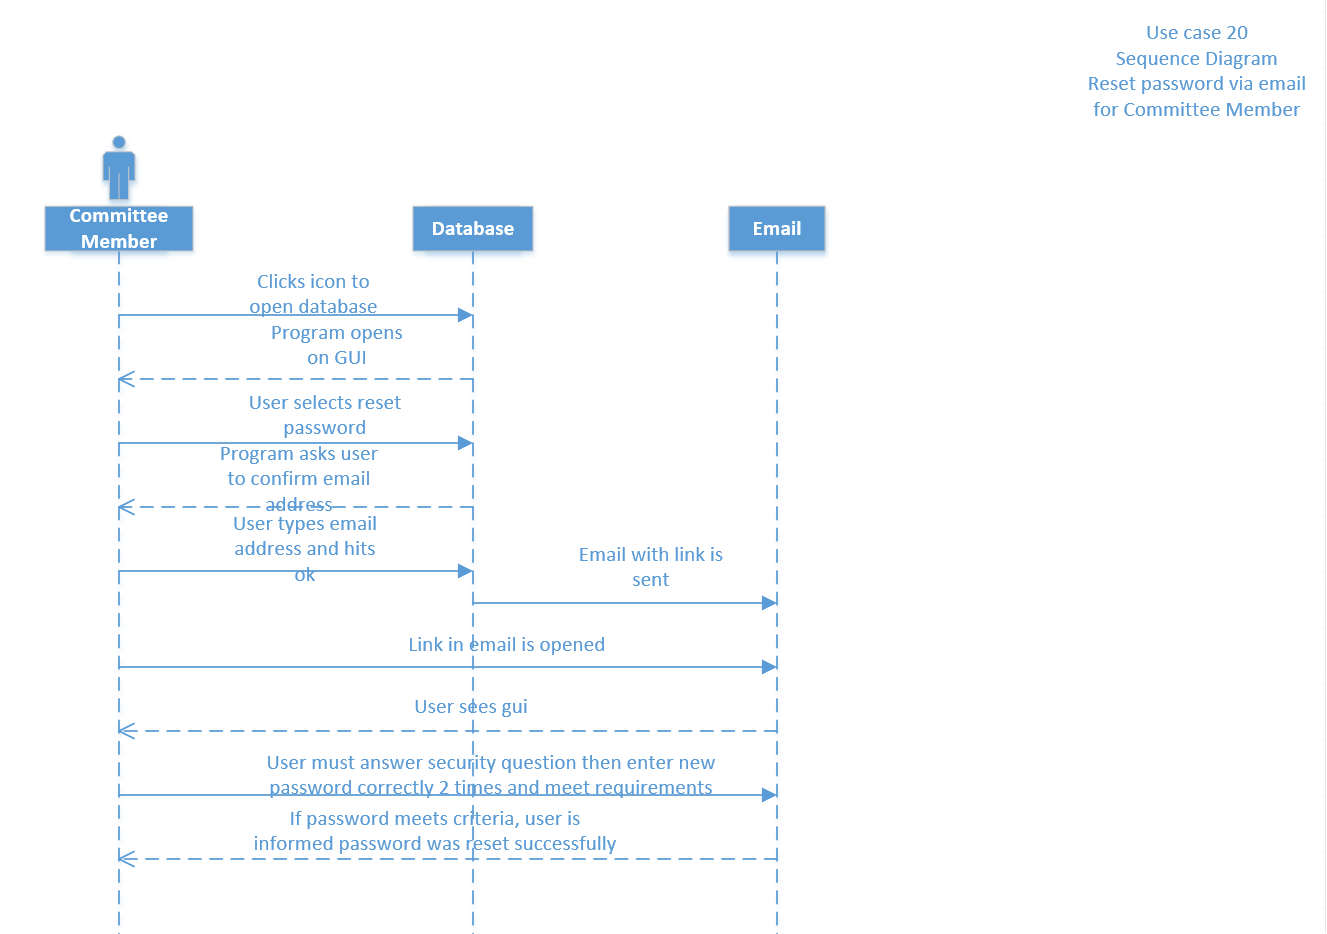 Use case 20
Sequence Diagram
Reset password via email
for Committee Member
Committee
Member
Database
Email
Clicks icon to
open database
Program opens
on GUI
User selects reset
password
Program asks user
to confirm email
address
User types email
address and hits
ok
Email with link is
sent
Link in email is opened
User sees gui
User must answer security question then enter new
password correctly 2 times and meet requirements
If password meets criteria, user is
informed password was reset successfully